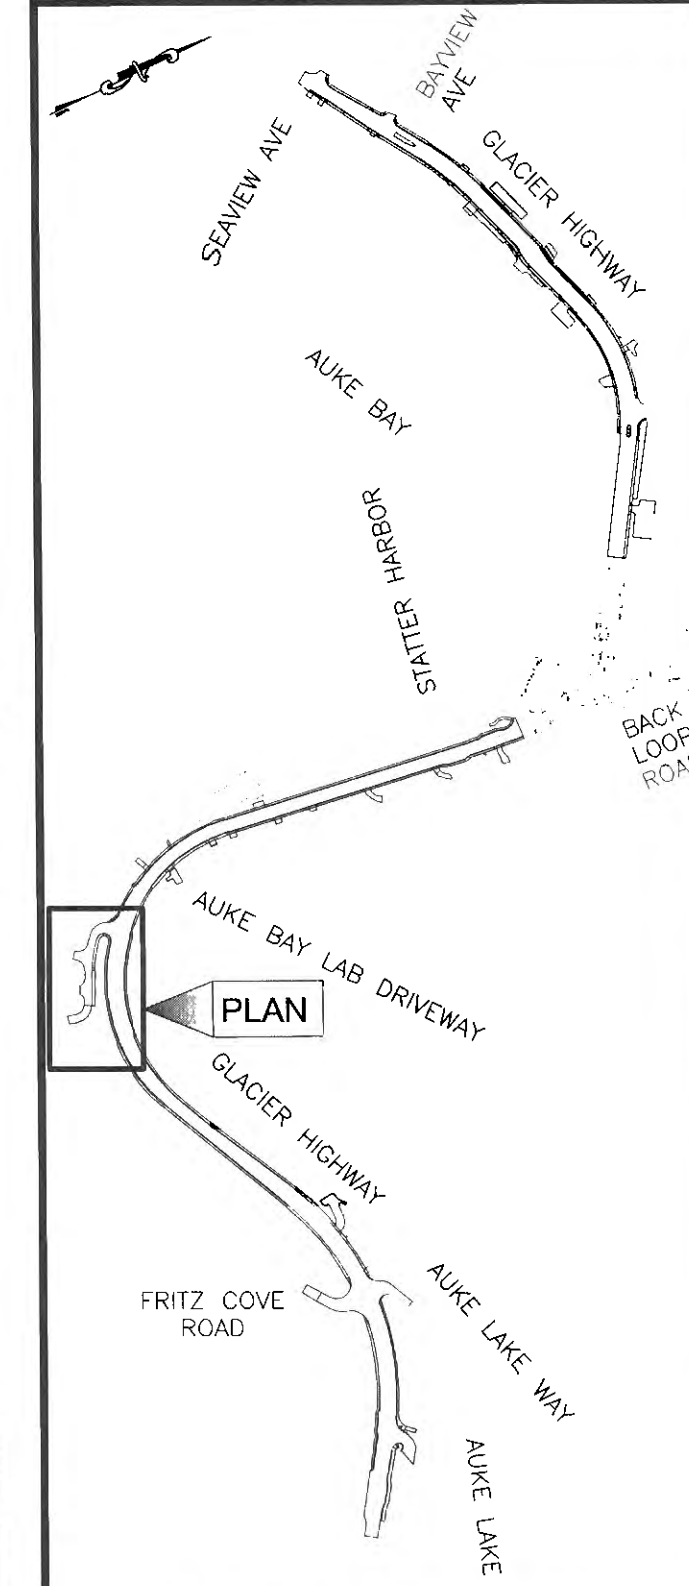 BAYVIEW
AVE
SEAVIEW AVE
GLACIER HIGHWAY
AUKE BAY
STATTER HARBOR
BACK
LOOP
AUKE BAY LAB DRIVEWAY
PLAN
GLACIER HIGHWAY
FRITZ COVE
ROAD
AUKE LAKE WAY
AUKE LAKE